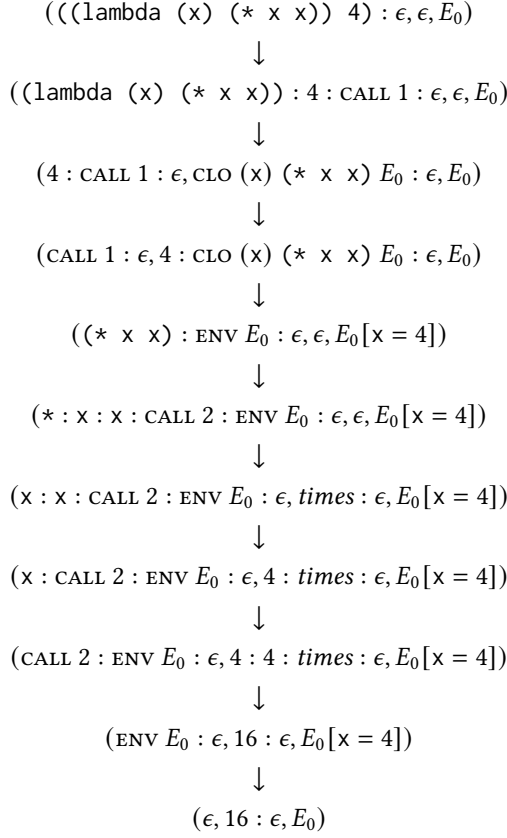 (((lambda (x) (* x x)) 4) : ϵ, ϵ, E₀)
↓
((lambda (x) (* x x)) : 4 : CALL 1 : ϵ, ϵ, E₀)
↓
(4 : CALL 1 : ϵ, CLO (x) (* x x) E₀ : ϵ, E₀)
↓
(CALL 1 : ϵ, 4 : CLO (x) (* x x) E₀ : ϵ, E₀)
↓
((* x x) : ENV E₀ : ϵ, ϵ, E₀[x = 4])
↓
(* : x : x : CALL 2 : ENV E₀ : ϵ, ϵ, E₀[x = 4])
↓
(x : x : CALL 2 : ENV E₀ : ϵ, times : ϵ, E₀[x = 4])
↓
(x : CALL 2 : ENV E₀ : ϵ, 4 : times : ϵ, E₀[x = 4])
↓
(CALL 2 : ENV E₀ : ϵ, 4 : 4 : times : ϵ, E₀[x = 4])
↓
(ENV E₀ : ϵ, 16 : ϵ, E₀[x = 4])
↓
(ϵ, 16 : ϵ, E₀)